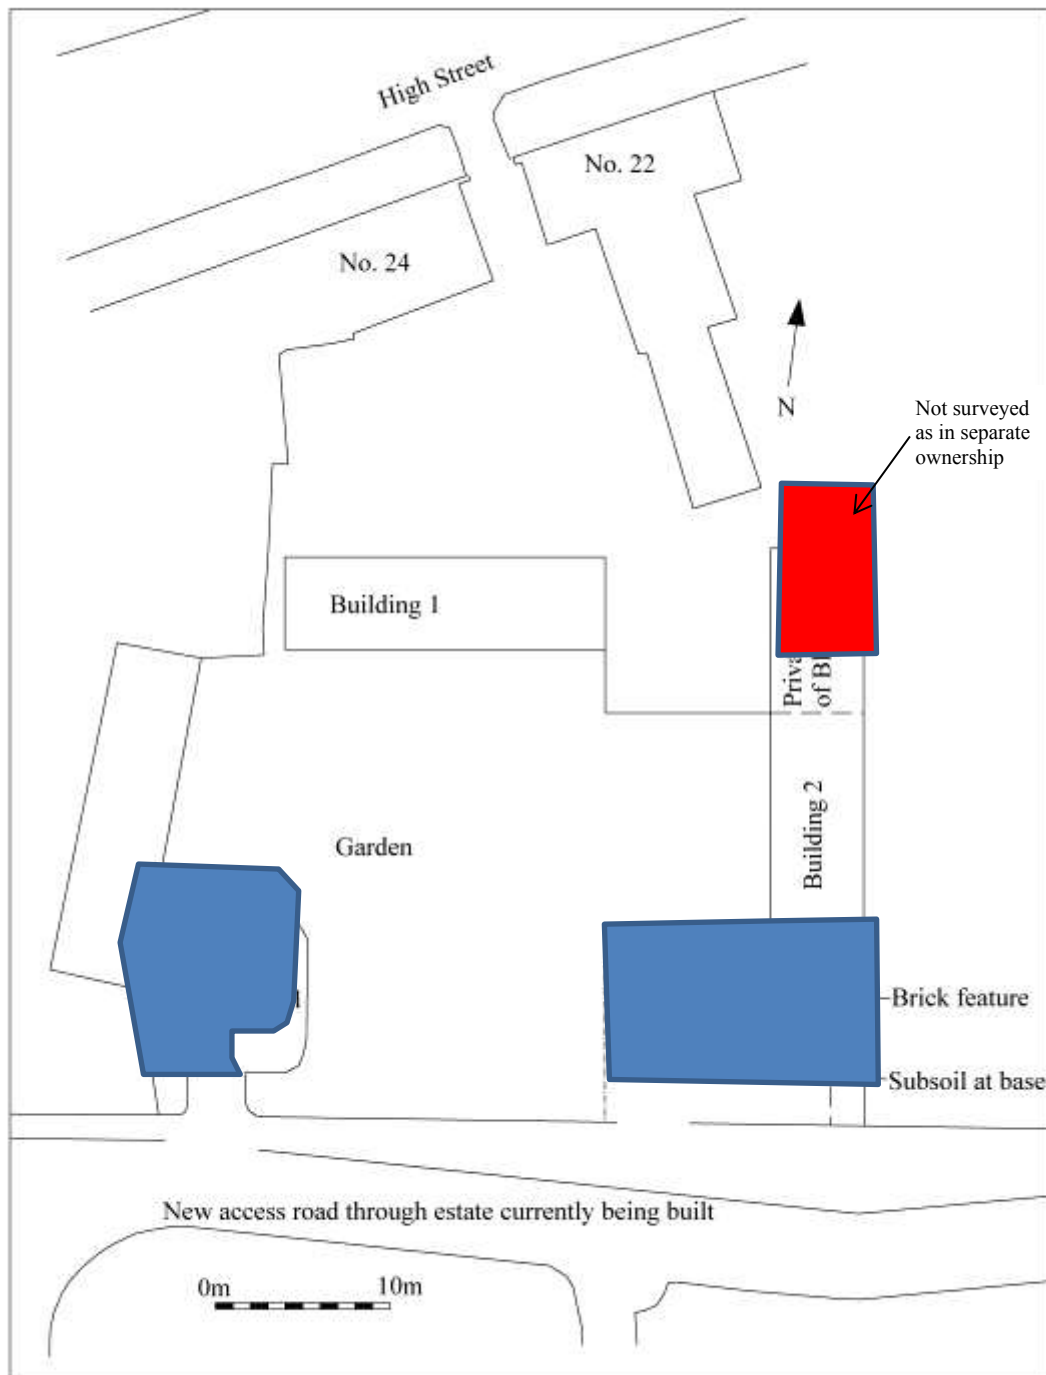 High Street
No. 22
No. 24
N
Not surveyed
as in separate
ownership
Building 1
Building 2
Garden
Brick feature
Subsoil at base
New access road through estate currently being built
0m 10m